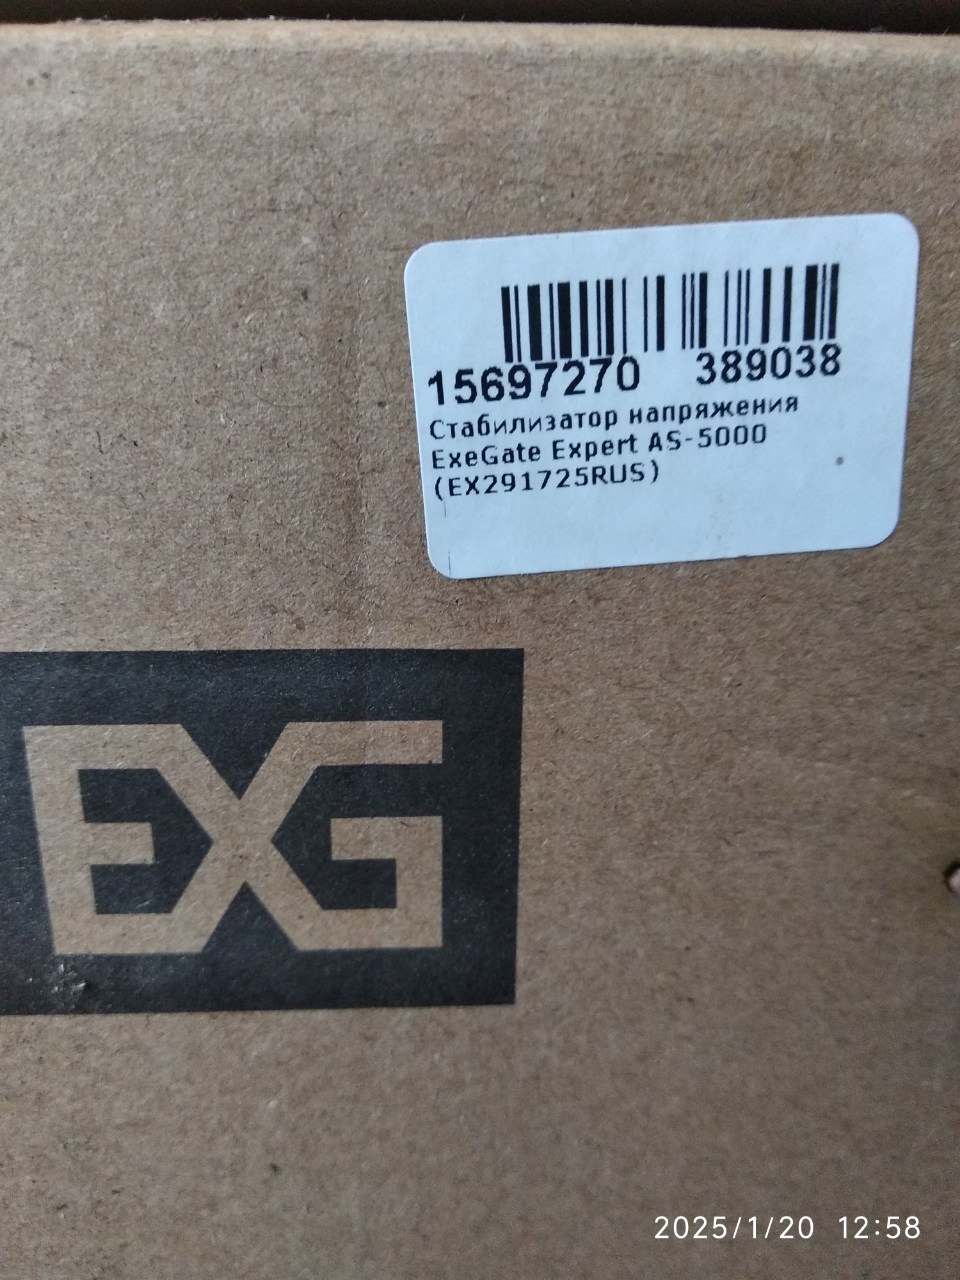 15697270 389038
Стабилизатор напряжения
ExeGate Expert AS-5000
(EX291725RUS)
EXG
2025/1/20 12:58